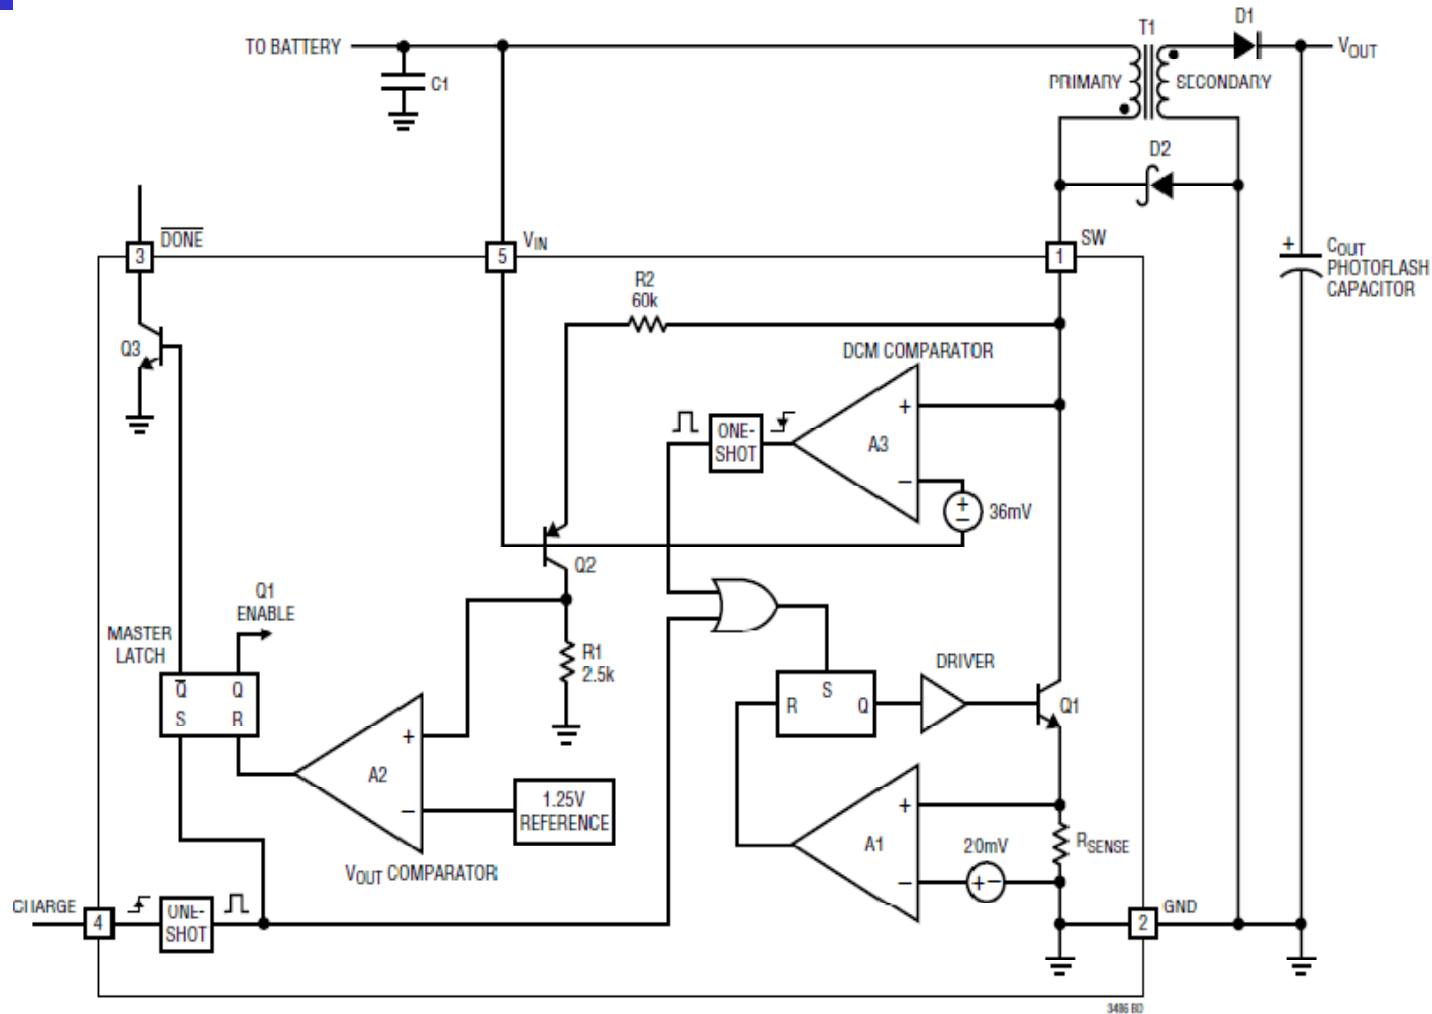 T1
D1
TO BATTERY
VOUT
C1
PRIMARY
SECONDARY
D2
DONE
3
VIN
5
SW
1
+
COUT
PHOTOFLASH
CAPACITOR
R2
60k
Q3
DCM COMPARATOR
+
ONE-
SHOT
A3
−
+
−
36mV
Q2
Q1
ENABLE
MASTER
LATCH
R1
2.5k
DRIVER
Q Q
S R
S
R Q
Q1
+
A2
−
1.25V
REFERENCE
+
A1
20mV
RSENSE
−
+−
VOUT COMPARATOR
CHARGE
4
ONE-
SHOT
2
GND
3486 BD